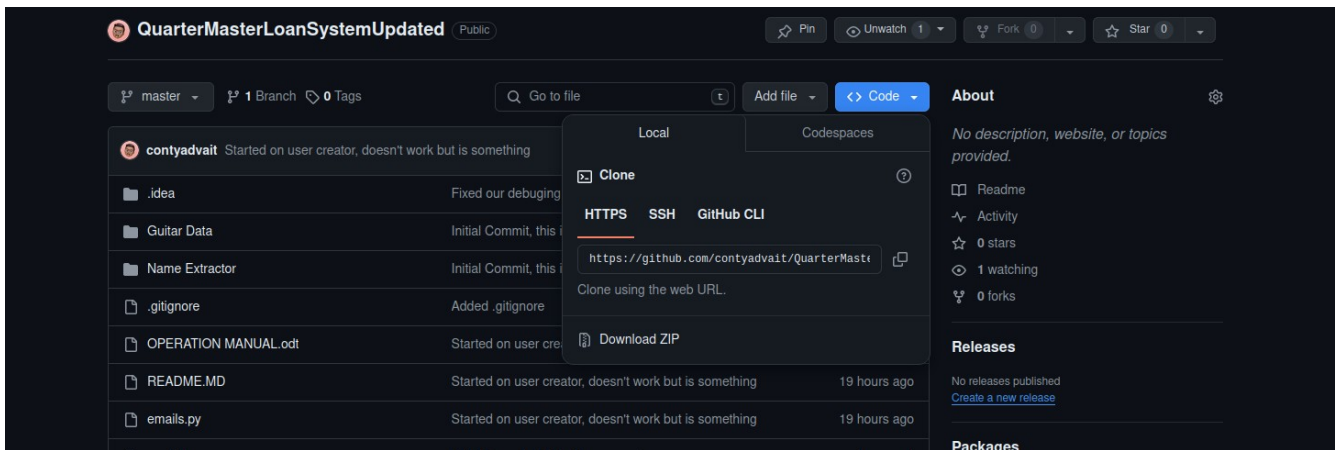 QuarterMasterLoanSystemUpdated Public
Pin Unwatch 1 Fork 0 Star 0
master 1 Branch 0 Tags Go to file t Add file <> Code
contyadvait Started on user creator, doesn't work but is something
.idea Fixed our debuging
Guitar Data Initial Commit, this i
Name Extractor Initial Commit, this i
.gitignore Added .gitignore
OPERATION MANUAL.odt Started on user cre
README.MD Started on user creator, doesn't work but is something 19 hours ago
emails.py Started on user creator, doesn't work but is something 19 hours ago
Local Codespaces
Clone
HTTPS SSH GitHub CLI
https://github.com/contyadvait/QuarterMaste
Clone using the web URL.
Download ZIP
About
No description, website, or topics
provided.
Readme
Activity
0 stars
1 watching
0 forks
Releases
No releases published
Create a new release
Packages